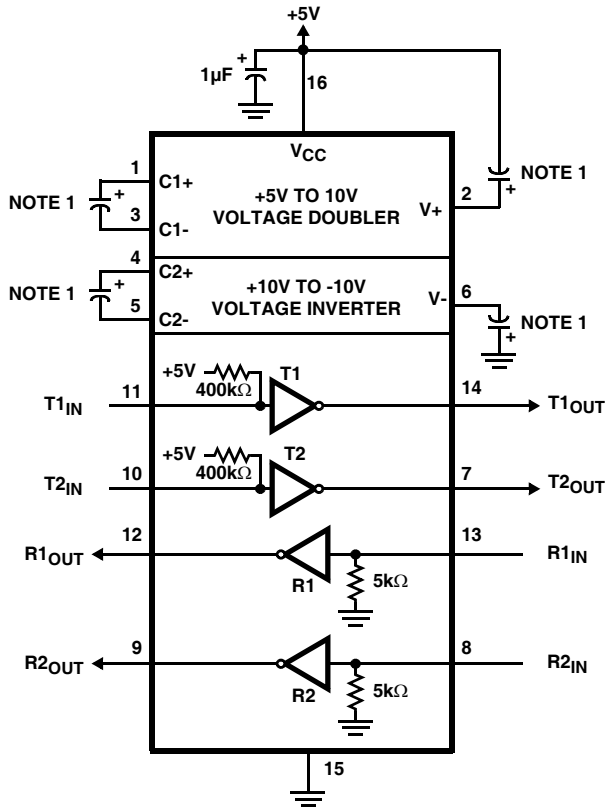 +5V
+
1µF
16
VCC
1
C1+
NOTE 1
+
3
C1-
+5V TO 10V
VOLTAGE DOUBLER
V+
2
NOTE 1
+
4
C2+
NOTE 1
+
5
C2-
+10V TO -10V
VOLTAGE INVERTER
V-
6
NOTE 1
+
+5V
400kΩ
T1
T1IN
11
14
T1OUT
+5V
400kΩ
T2
T2IN
10
7
T2OUT
R1OUT
12
R1
13
R1IN
5kΩ
R2OUT
9
R2
8
R2IN
5kΩ
15